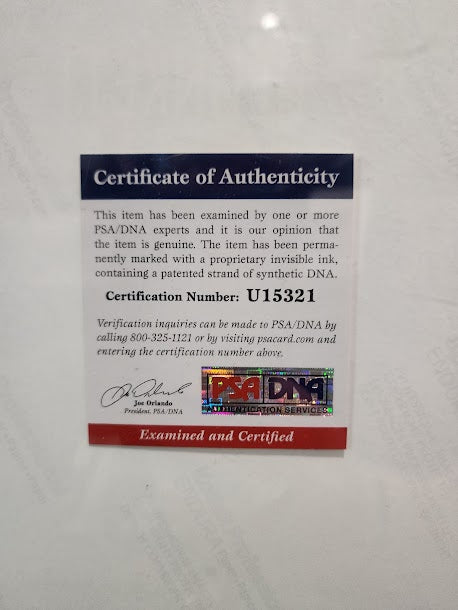 Certificate of Authenticity
This item has been examined by one or more
PSA/DNA experts and it is our opinion that
the item is genuine. The item has been perma-
nently marked with a proprietary invisible ink,
containing a patented strand of synthetic DNA.
Certification Number: U15321
Verification inquiries can be made to PSA/DNA by
calling 800-325-1121 or by visiting psacard.com and
entering the certification number above.
Joe Orlando
President, PSA/DNA
PSA DNA
AUTHENTICATION SERVICES
Examined and Certified